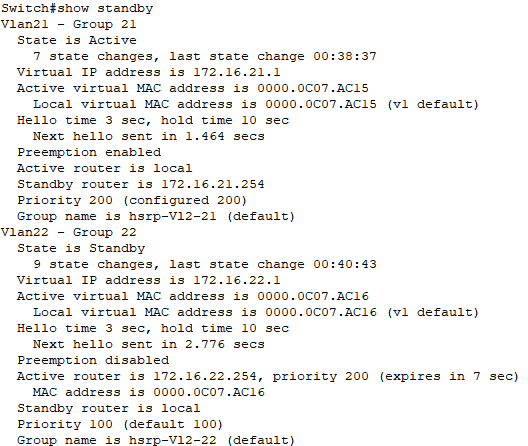 Switch#show standby
Vlan21 - Group 21
  State is Active
    7 state changes, last state change 00:38:37
  Virtual IP address is 172.16.21.1
  Active virtual MAC address is 0000.0C07.AC15
    Local virtual MAC address is 0000.0C07.AC15 (v1 default)
  Hello time 3 sec, hold time 10 sec
    Next hello sent in 1.464 secs
  Preemption enabled
  Active router is local
  Standby router is 172.16.21.254
  Priority 200 (configured 200)
  Group name is hsrp-Vl2-21 (default)
Vlan22 - Group 22
  State is Standby
    9 state changes, last state change 00:40:43
  Virtual IP address is 172.16.22.1
  Active virtual MAC address is 0000.0C07.AC16
    Local virtual MAC address is 0000.0C07.AC16 (v1 default)
  Hello time 3 sec, hold time 10 sec
    Next hello sent in 2.776 secs
  Preemption disabled
  Active router is 172.16.22.254, priority 200 (expires in 7 sec)
    MAC address is 0000.0C07.AC16
  Standby router is local
  Priority 100 (default 100)
  Group name is hsrp-Vl2-22 (default)